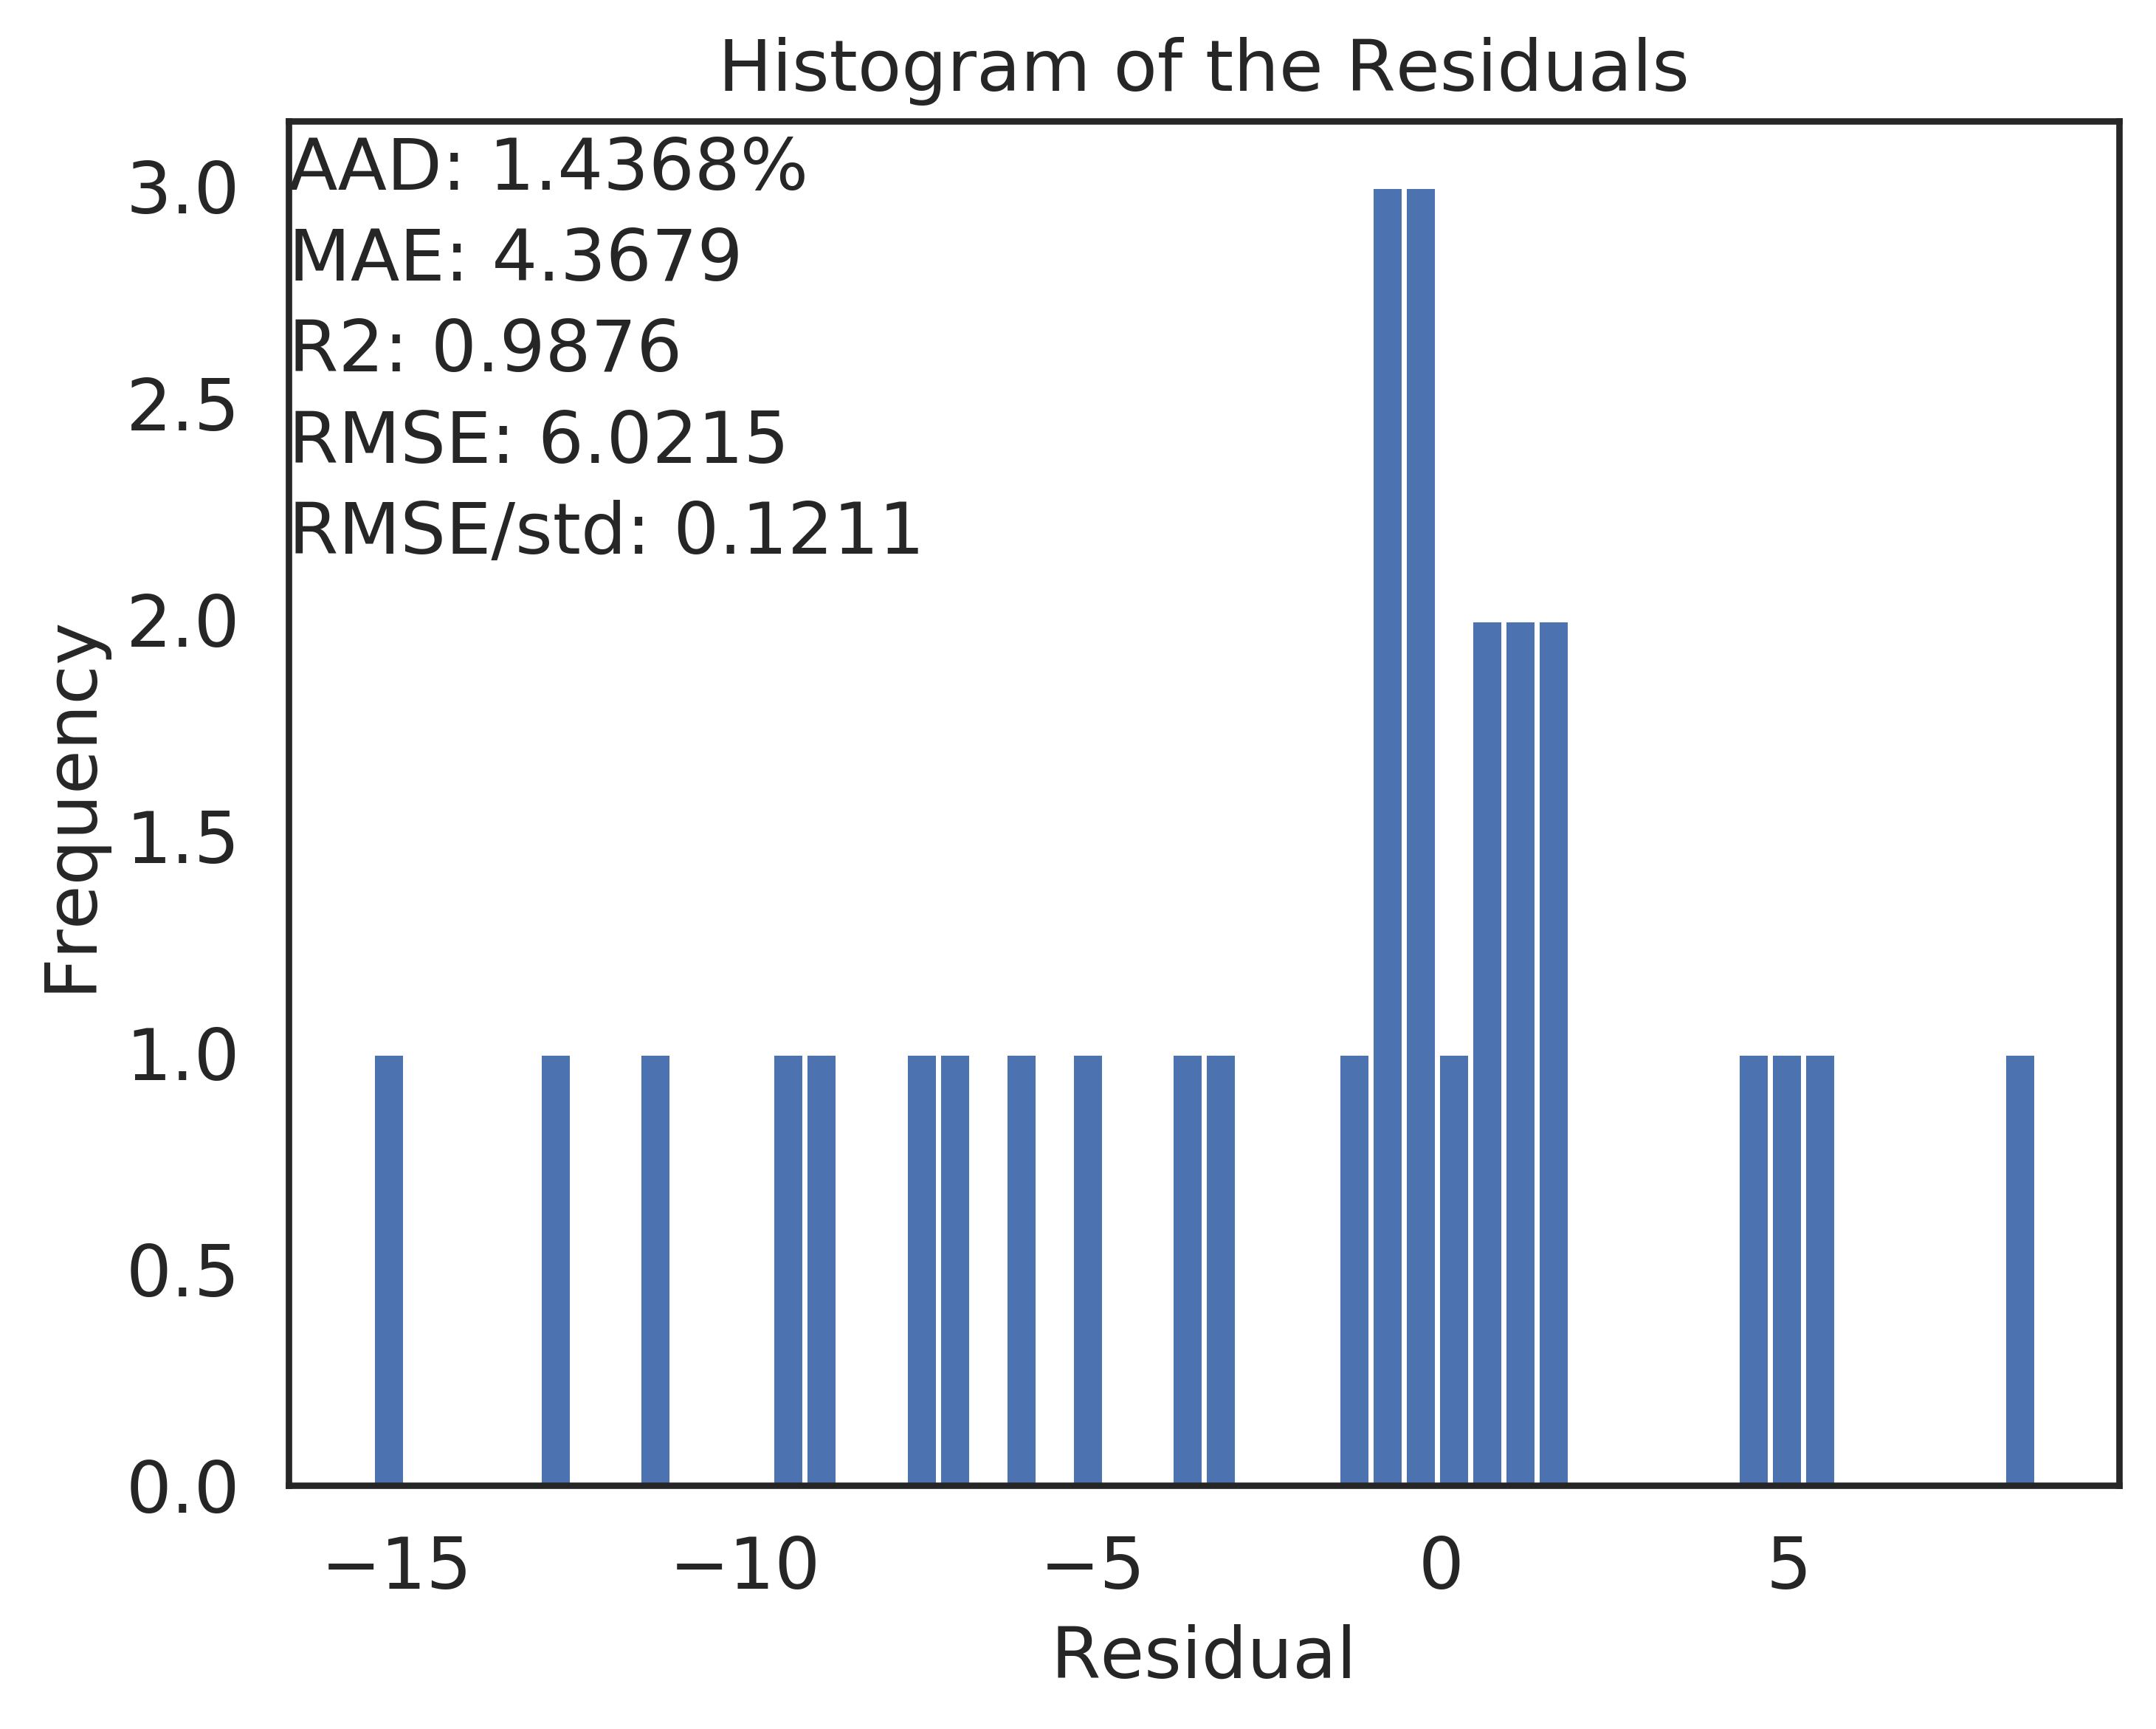 Histogram of the Residuals
AAD: 1.4368%
MAE: 4.3679
R2: 0.9876
RMSE: 6.0215
RMSE/std: 0.1211
3.0
2.5
2.0
1.5
1.0
0.5
0.0
Frequency
−15 −10 −5 0 5
Residual